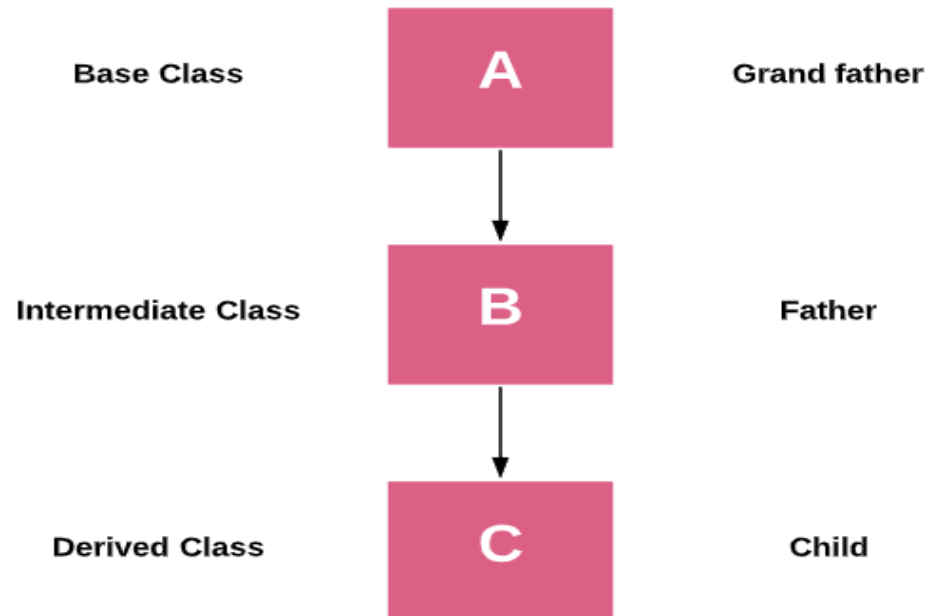 Base Class
A
Grand father
Intermediate Class
B
Father
Derived Class
C
Child